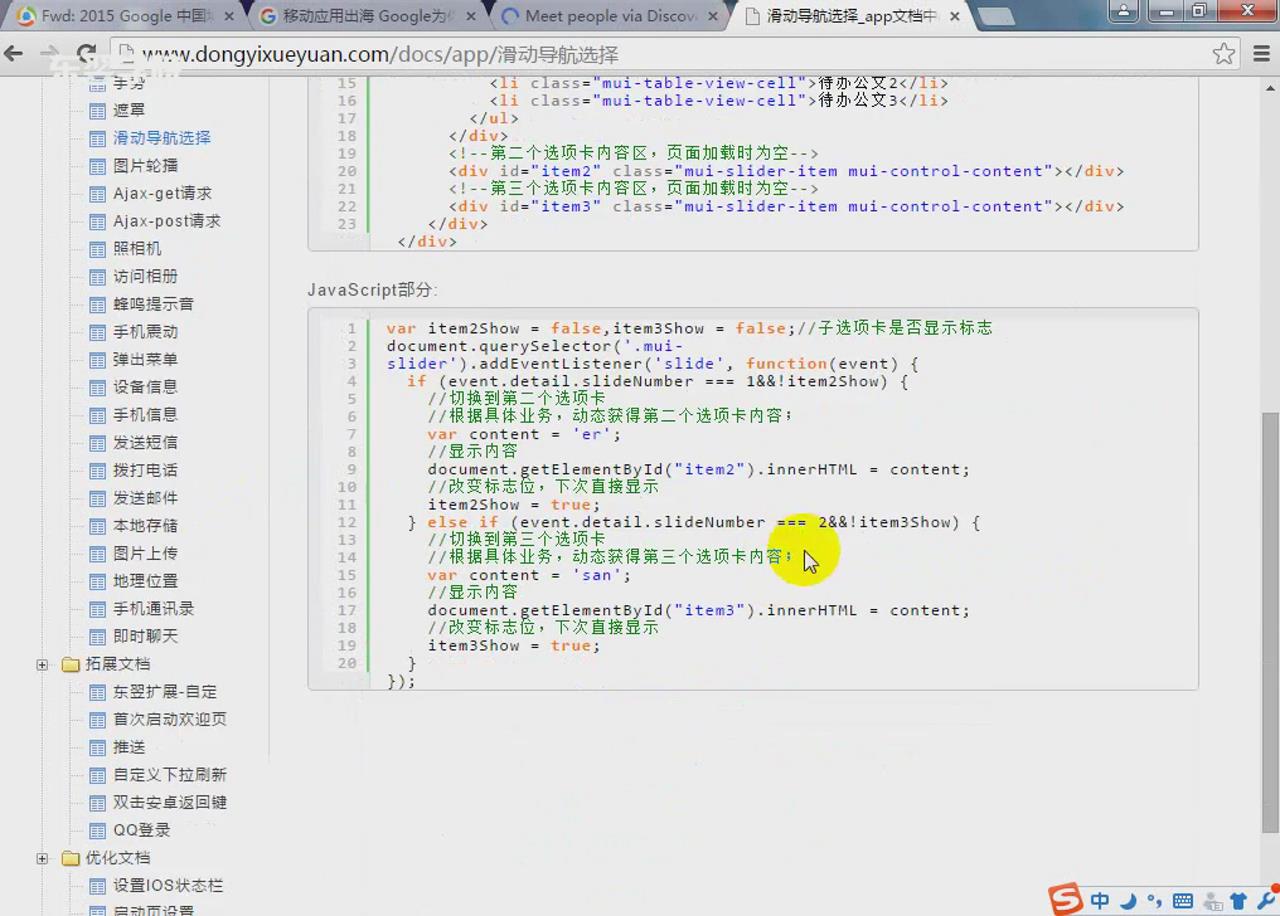 Fwd: 2015 Google 中国
移动应用出海 Google为
Meet people via Discov
滑动导航选择_app文档中
www.dongyixueyuan.com/docs/app/滑动导航选择
手势
遮罩
滑动导航选择
图片轮播
Ajax-get请求
Ajax-post请求
照相机
访问相册
蜂鸣提示音
手机震动
弹出菜单
设备信息
手机信息
发送短信
拨打电话
发送邮件
本地存储
图片上传
地理位置
手机通讯录
即时聊天
拓展文档
东翌扩展-自定
首次启动欢迎页
推送
自定义下拉刷新
双击安卓返回键
QQ登录
优化文档
设置IOS状态栏
启动页设置
15 <li class="mui-table-view-cell">待办公文2</li>
16 <li class="mui-table-view-cell">待办公文3</li>
17 </ul>
18 </div>
19 <!--第二个选项卡内容区，页面加载时为空-->
20 <div id="item2" class="mui-slider-item mui-control-content"></div>
21 <!--第三个选项卡内容区，页面加载时为空-->
22 <div id="item3" class="mui-slider-item mui-control-content"></div>
23 </div>
</div>
JavaScript部分:
1 var item2Show = false,item3Show = false;//子选项卡是否显示标志
2 document.querySelector('.mui-
3 slider').addEventListener('slide', function(event) {
4 if (event.detail.slideNumber === 1&&!item2Show) {
5 //切换到第二个选项卡
6 //根据具体业务，动态获得第二个选项卡内容；
7 var content = 'er';
8 //显示内容
9 document.getElementById("item2").innerHTML = content;
10 //改变标志位，下次直接显示
11 item2Show = true;
12 } else if (event.detail.slideNumber === 2&&!item3Show) {
13 //切换到第三个选项卡
14 //根据具体业务，动态获得第三个选项卡内容；
15 var content = 'san';
16 //显示内容
17 document.getElementById("item3").innerHTML = content;
18 //改变标志位，下次直接显示
19 item3Show = true;
20 }
});
中